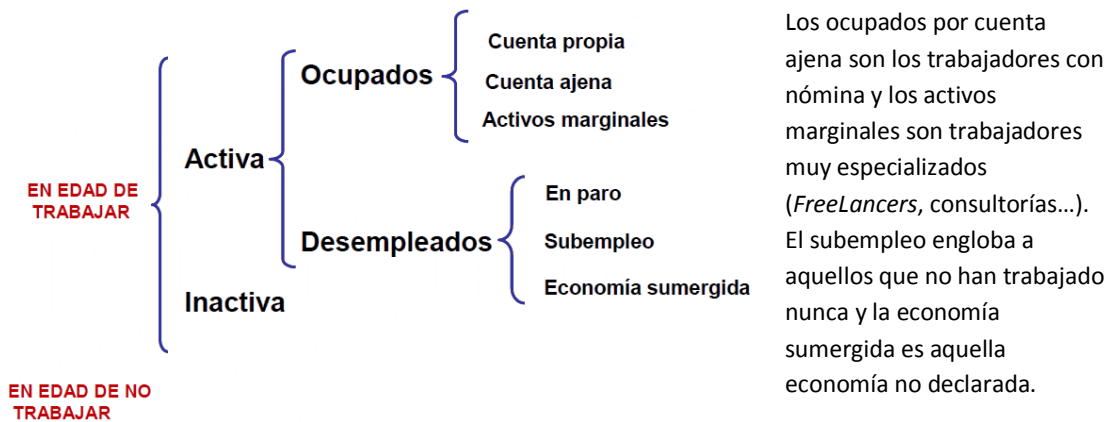 EN EDAD DE
TRABAJAR
Activa
Ocupados
Cuenta propia
Cuenta ajena
Activos marginales
Desempleados
En paro
Subempleo
Economía sumergida
Inactiva
EN EDAD DE NO
TRABAJAR
Los ocupados por cuenta
ajena son los trabajadores con
nómina y los activos
marginales son trabajadores
muy especializados
(FreeLancers, consultorías...).
El subempleo engloba a
aquellos que no han trabajado
nunca y la economía
sumergida es aquella
economía no declarada.